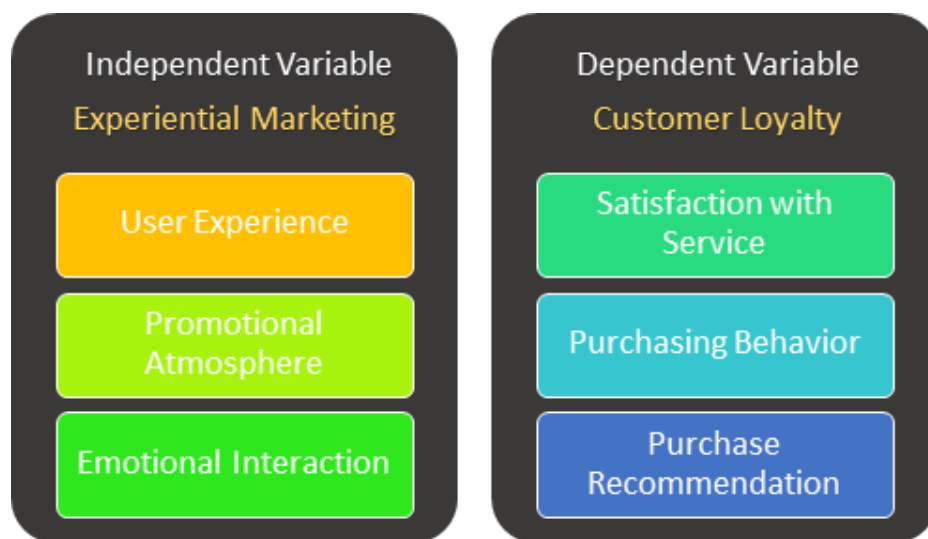 Independent Variable
Experiential Marketing
User Experience
Promotional
Atmosphere
Emotional Interaction
Dependent Variable
Customer Loyalty
Satisfaction with
Service
Purchasing Behavior
Purchase
Recommendation